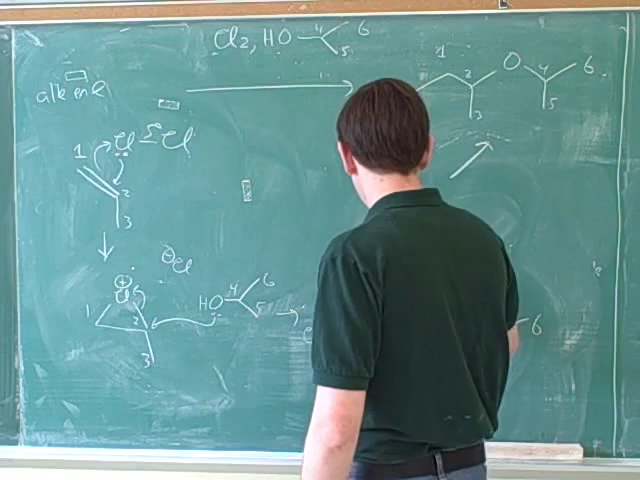 Cl2, HO 4 6
5
alkene
1 2 O 4 6
3 5
1 Cl Cl
2
3
⊖Cl
⊕
Cl HO 4 6
1 2 5
3
6